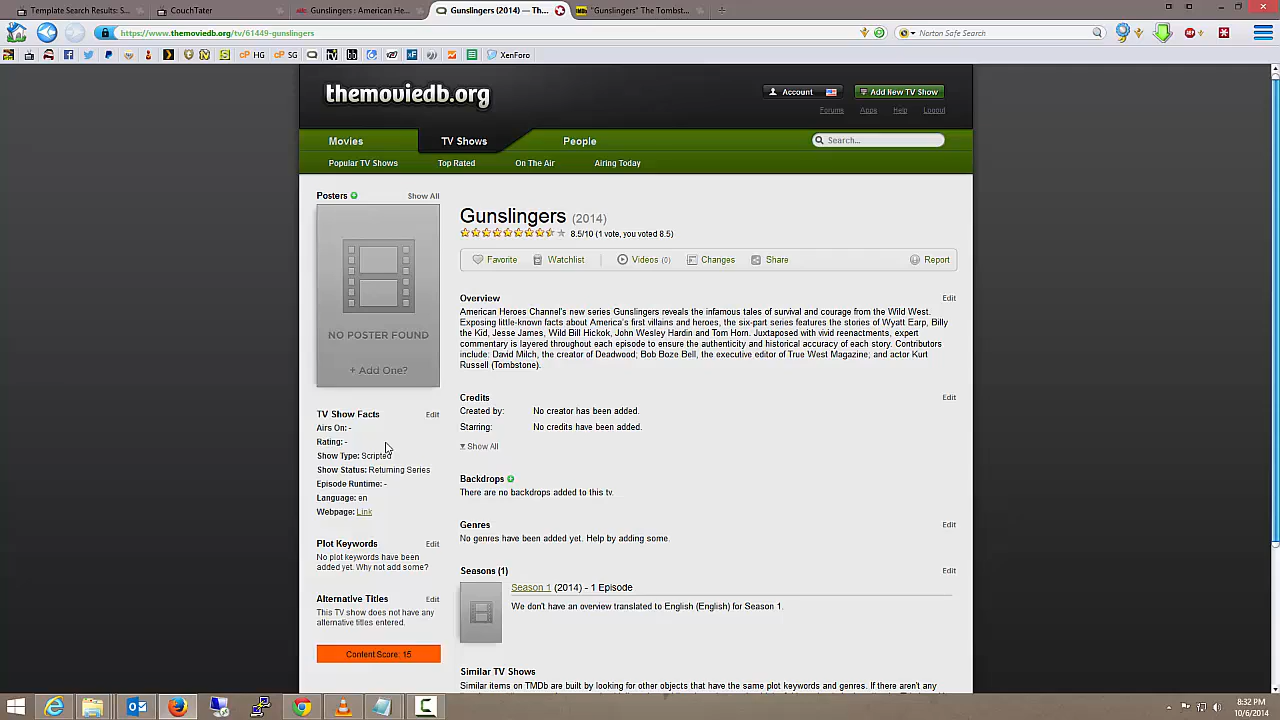 Template Search Results: S...
CouchTater
Gunslingers : American He...
Gunslingers (2014) — Th...
"Gunslingers" The Tombst...
https://www.themoviedb.org/tv/61449-gunslingers
Norton Safe Search
HG
SG
XenForo
themoviedb.org
Account
Add New TV Show
Forums
Apps
Help
Logout
Movies
TV Shows
People
Search...
Popular TV Shows
Top Rated
On The Air
Airing Today
Posters
Show All
NO POSTER FOUND
+ Add One?
Gunslingers (2014)
8.5/10 (1 vote, you voted 8.5)
Favorite
Watchlist
Videos (0)
Changes
Share
Report
Overview
Edit
American Heroes Channel's new series Gunslingers reveals the infamous tales of survival and courage from the Wild West.
Exposing little-known facts about America's first villains and heroes, the six-part series features the stories of Wyatt Earp, Billy
the Kid, Jesse James, Wild Bill Hickok, John Wesley Hardin and Tom Horn. Juxtaposed with vivid reenactments, expert
commentary is layered throughout each episode to ensure the authenticity and historical accuracy of each story. Contributors
include: David Milch, the creator of Deadwood; Bob Boze Bell, the executive editor of True West Magazine; and actor Kurt
Russell (Tombstone).
Credits
Edit
Created by: No creator has been added.
Starring: No credits have been added.
Show All
Backdrops
There are no backdrops added to this tv.
Genres
Edit
No genres have been added yet. Help by adding some.
Seasons (1)
Edit
Season 1 (2014) - 1 Episode
We don't have an overview translated to English (English) for Season 1.
Similar TV Shows
Similar items on TMDb are built by looking for other objects that have the same plot keywords and genres. If there aren't any
TV Show Facts
Edit
Airs On: -
Rating: -
Show Type: Scripted
Show Status: Returning Series
Episode Runtime: -
Language: en
Webpage: Link
Plot Keywords
Edit
No plot keywords have been
added yet. Why not add some?
Alternative Titles
Edit
This TV show does not have any
alternative titles entered.
Content Score: 15
8:32 PM
10/6/2014